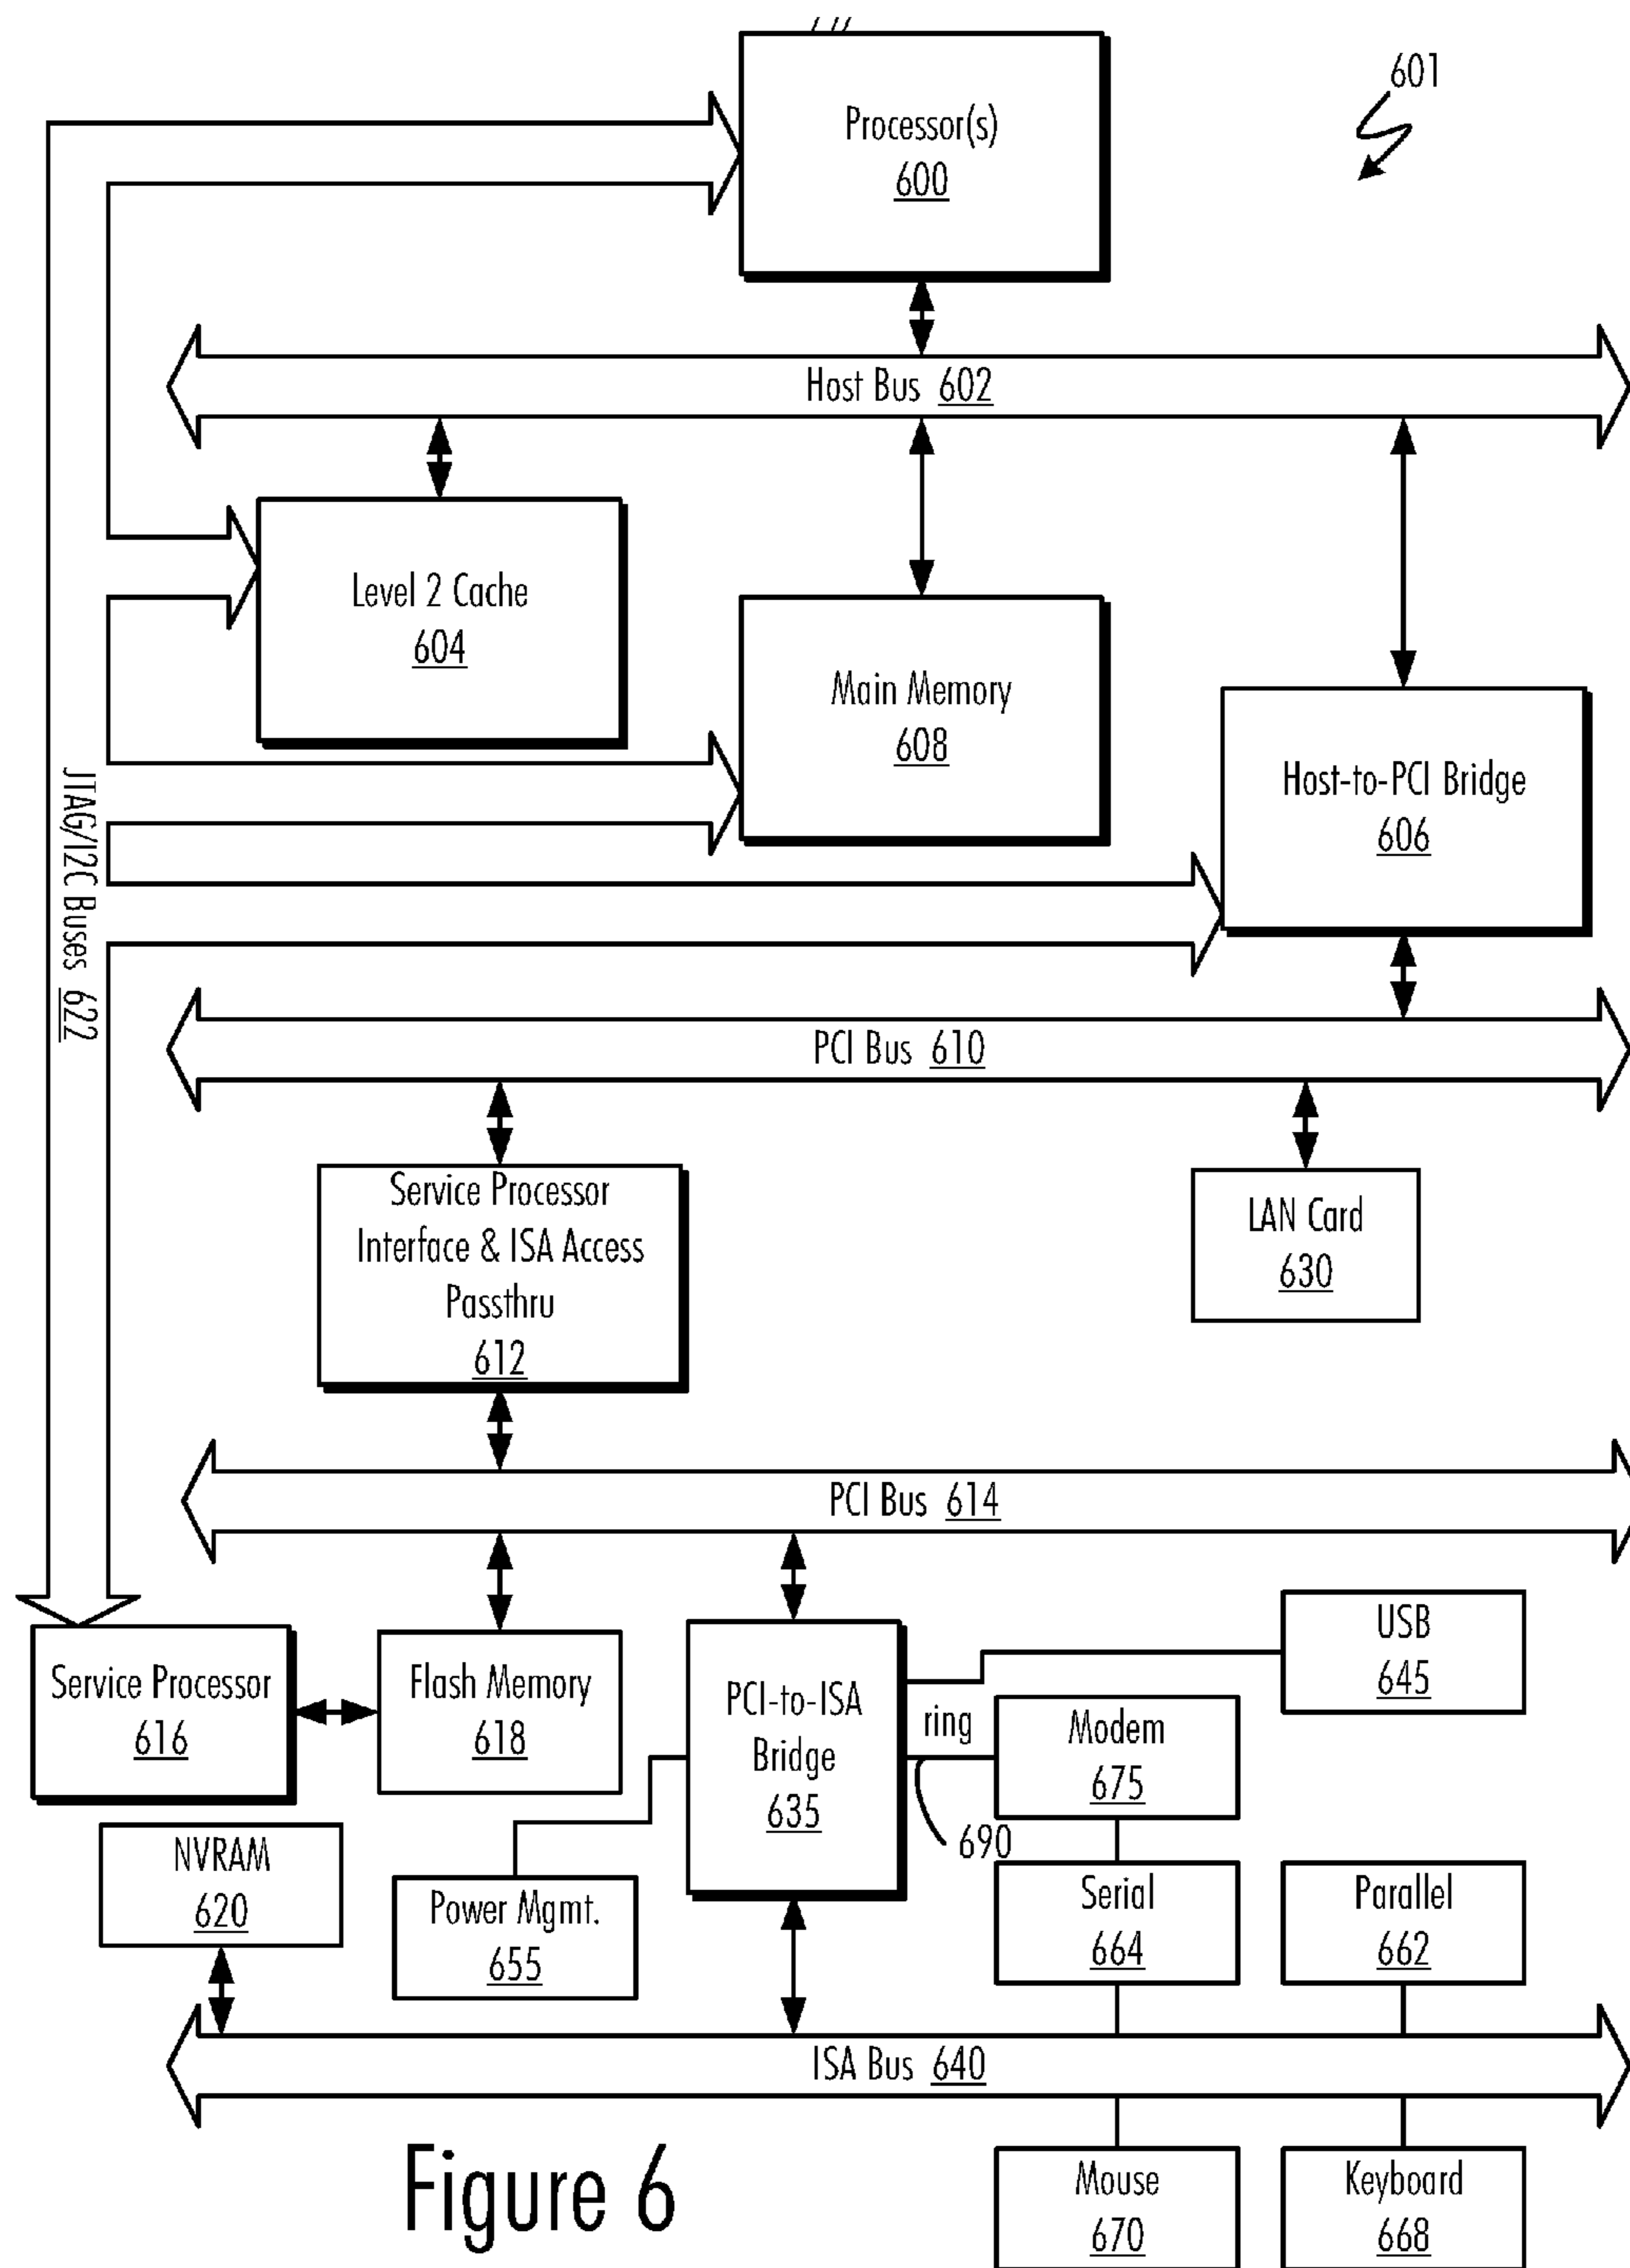 601
Processor(s)
600
Host Bus 602
Level 2 Cache
604
Main Memory
608
Host-to-PCI Bridge
606
JTAG/I2C Buses 622
PCI Bus 610
Service Processor
Interface & ISA Access
Passthru
612
LAN Card
630
PCI Bus 614
USB
645
Service Processor
616
Flash Memory
618
PCI-to-ISA
Bridge
635
ring
Modem
675
690
NVRAM
620
Power Mgmt.
655
Serial
664
Parallel
662
ISA Bus 640
Figure 6
Mouse
670
Keyboard
668